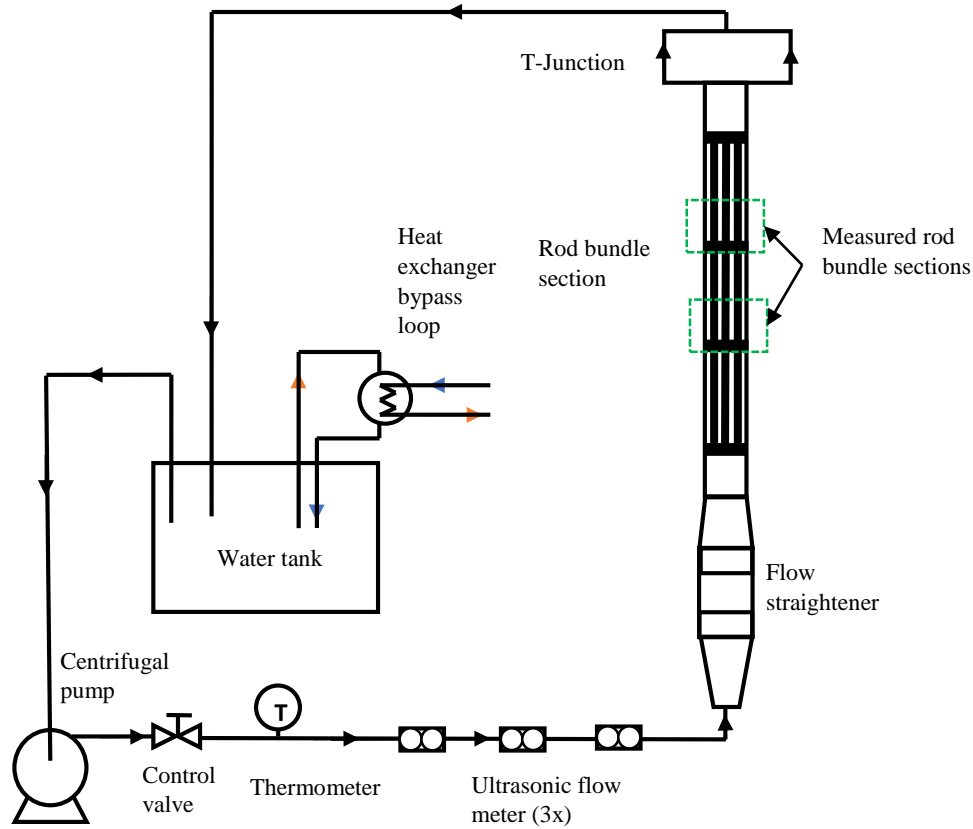 T-Junction
Heat
exchanger
bypass
loop
Rod bundle
section
Measured rod
bundle sections
Water tank
Flow
straightener
Centrifugal
pump
T
Control
valve
Thermometer
Ultrasonic flow
meter (3x)